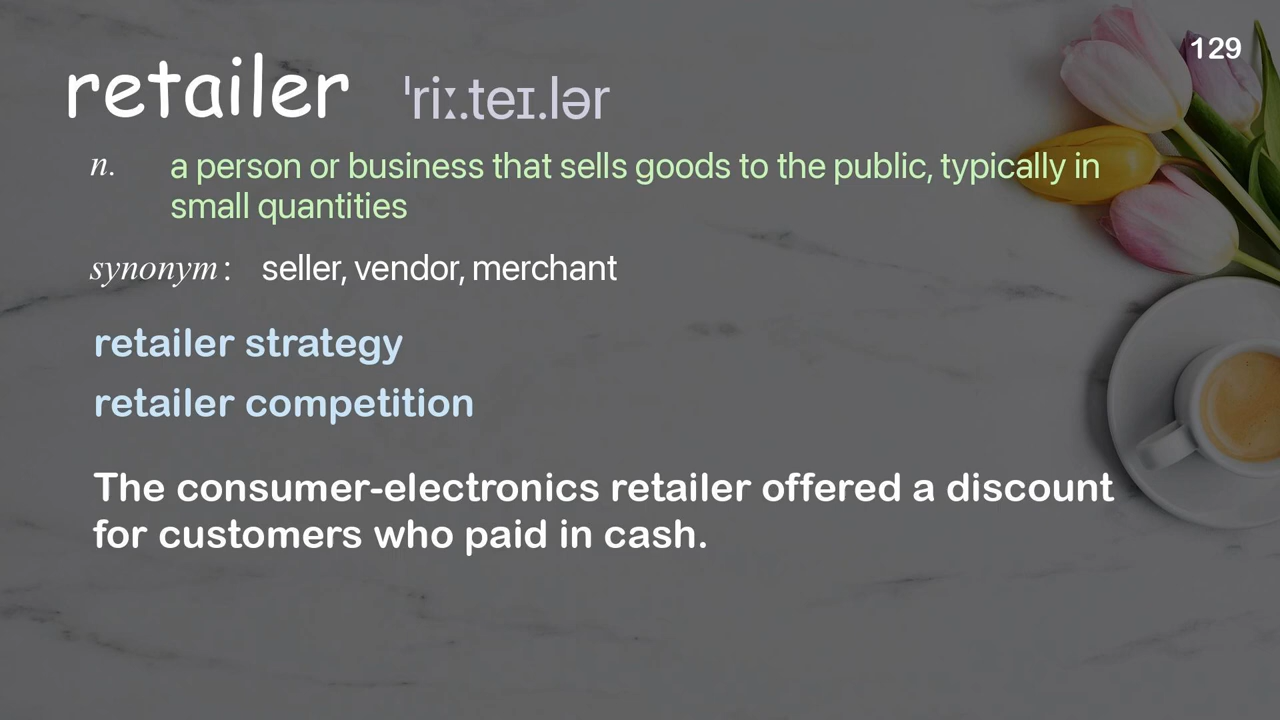 129
retailer ˈriː.teɪ.lər
n. a person or business that sells goods to the public, typically in
small quantities
synonym: seller, vendor, merchant
retailer strategy
retailer competition
The consumer-electronics retailer offered a discount
for customers who paid in cash.